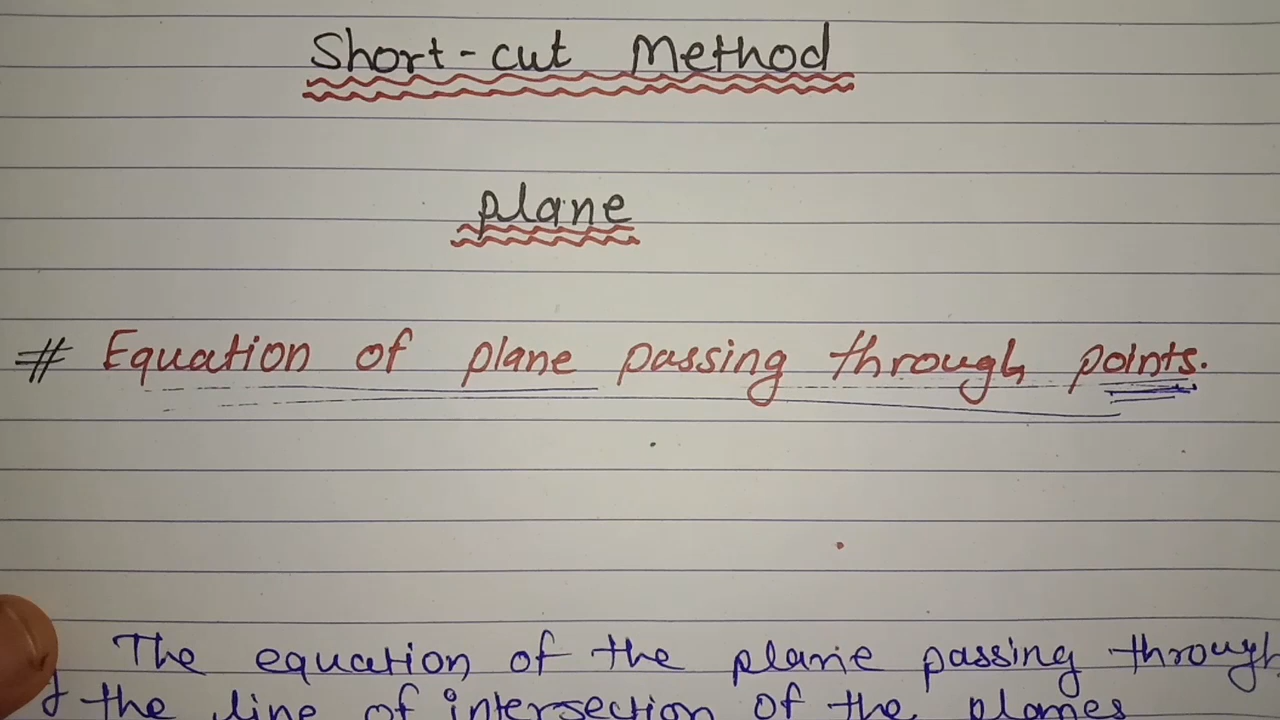 Short-cut Method
plane
# Equation of plane passing through points.
The equation of the plane passing through
the line of intersection of the planes